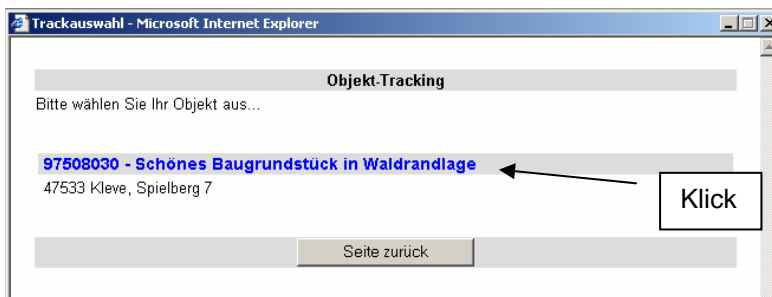 Trackauswahl - Microsoft Internet Explorer
Objekt-Tracking
Bitte wählen Sie Ihr Objekt aus...
97508030 - Schönes Baugrundstück in Waldrandlage
47533 Kleve, Spielberg 7
Klick
Seite zurück